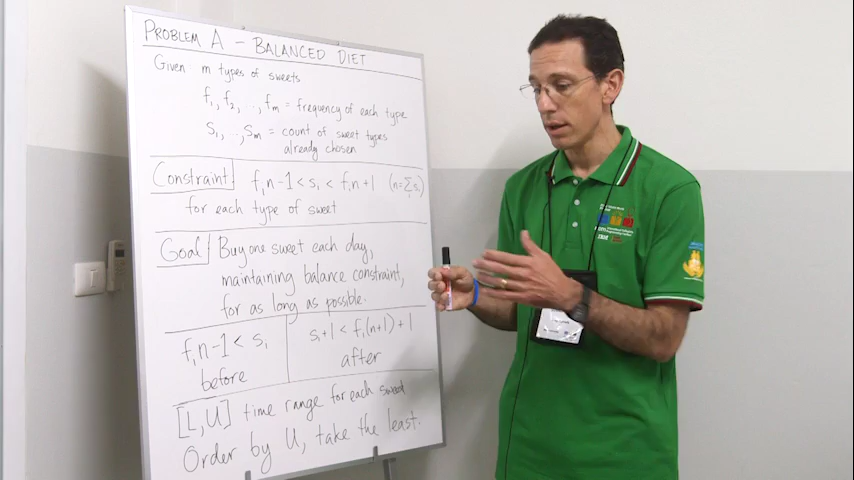 PROBLEM A – BALANCED DIET
Given m types of sweets
f₁, f₂, .., fₘ = frequency of each type
s₁, .., sₘ = count of sweet types
already chosen
Constraint
fᵢn-1 < sᵢ < fᵢn+1 (n=∑sᵢ)
for each type of sweet
Goal
Buy one sweet each day,
maintaining balance constraint,
for as long as possible.
fᵢn-1 < sᵢ
before
sᵢ+1 < fᵢ(n+1)+1
after
[L,U] time range for each sweet
Order by U, take the least.